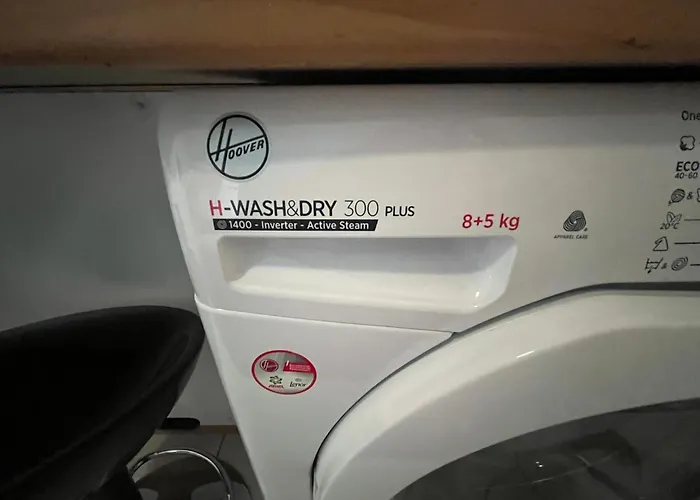 HOOVER
H-WASH&DRY 300 PLUS
1400 - Inverter - Active Steam
8+5 kg
APPAREL CARE
One
ECO
40-60
20°C
Lenor